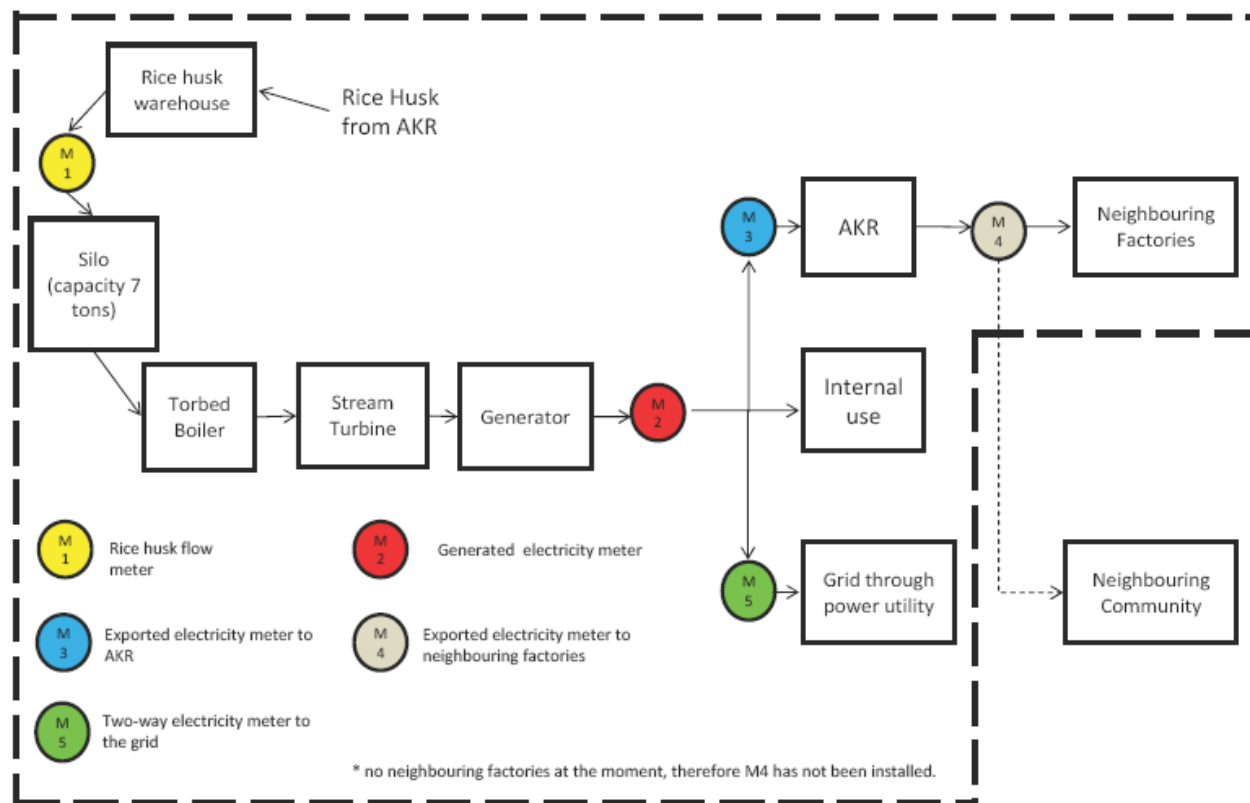 Rice husk
warehouse
Rice Husk
from AKR
M
1
Silo
(capacity 7
tons)
Torbed
Boiler
Stream
Turbine
Generator
M
2
M
3
AKR
M
4
Neighbouring
Factories
Internal
use
M
5
Grid through
power utility
Neighbouring
Community
M
1
Rice husk flow
meter
M
2
Generated electricity meter
M
3
Exported electricity meter to
AKR
M
4
Exported electricity meter to
neighbouring factories
M
5
Two-way electricity meter to
the grid
* no neighbouring factories at the moment, therefore M4 has not been installed.